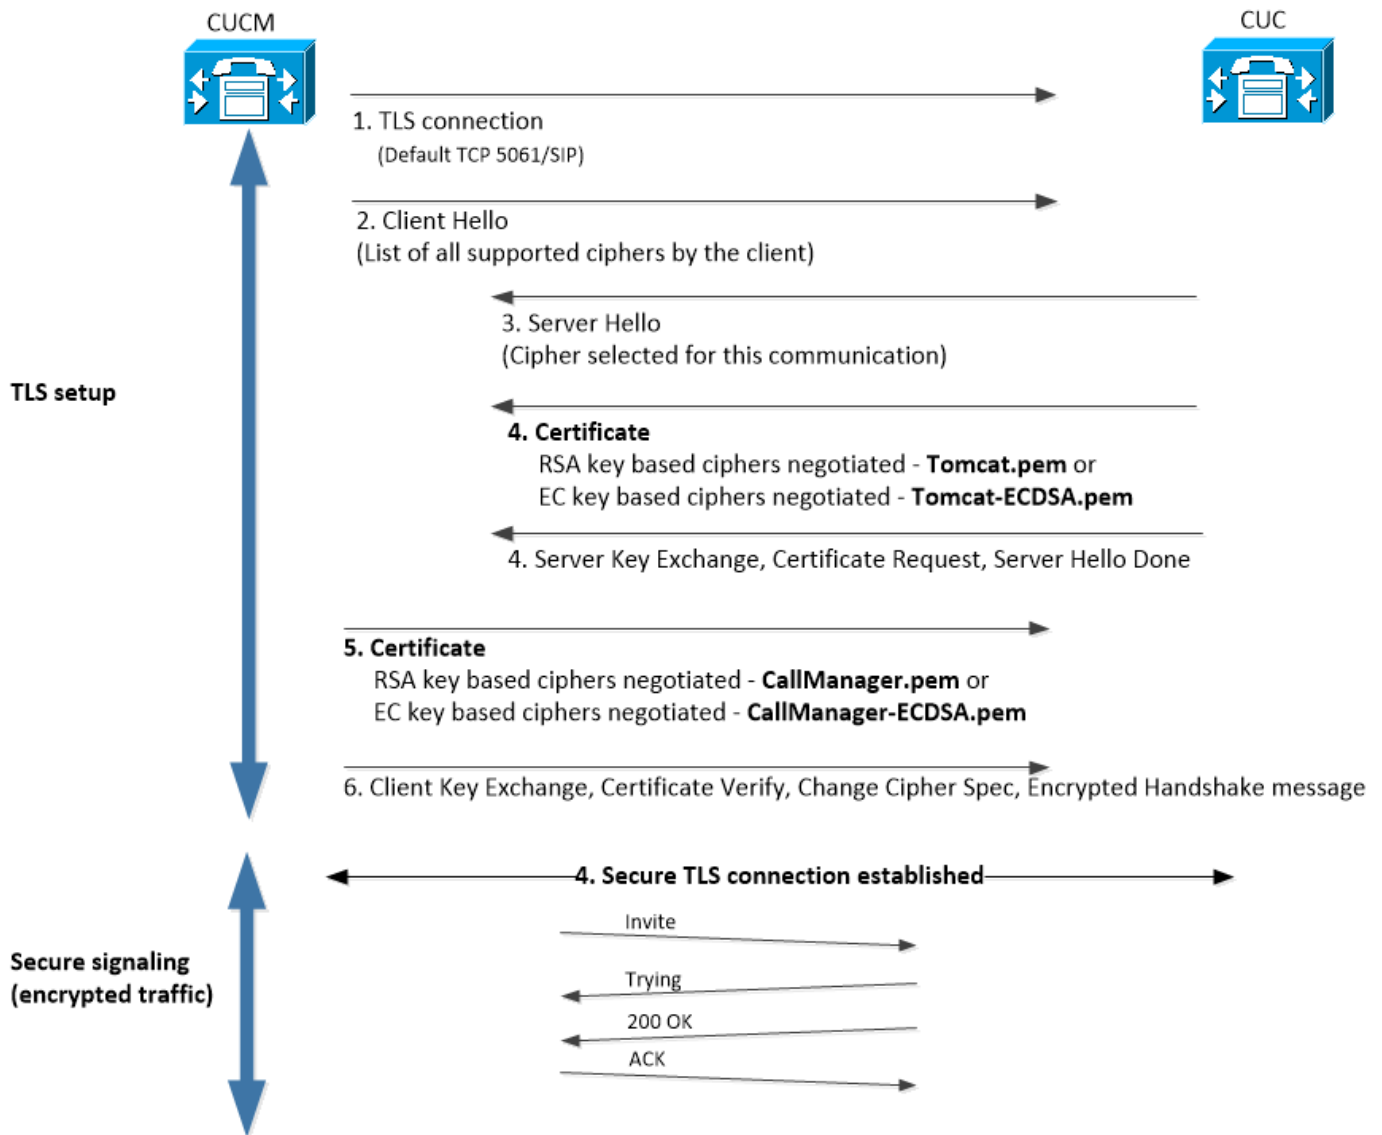 CUCM
CUC
1. TLS connection
(Default TCP 5061/SIP)
2. Client Hello
(List of all supported ciphers by the client)
3. Server Hello
(Cipher selected for this communication)
TLS setup
4. Certificate
RSA key based ciphers negotiated - Tomcat.pem or
EC key based ciphers negotiated - Tomcat-ECDSA.pem
4. Server Key Exchange, Certificate Request, Server Hello Done
5. Certificate
RSA key based ciphers negotiated - CallManager.pem or
EC key based ciphers negotiated - CallManager-ECDSA.pem
6. Client Key Exchange, Certificate Verify, Change Cipher Spec, Encrypted Handshake message
4. Secure TLS connection established
Invite
Secure signaling
(encrypted traffic)
Trying
200 OK
ACK